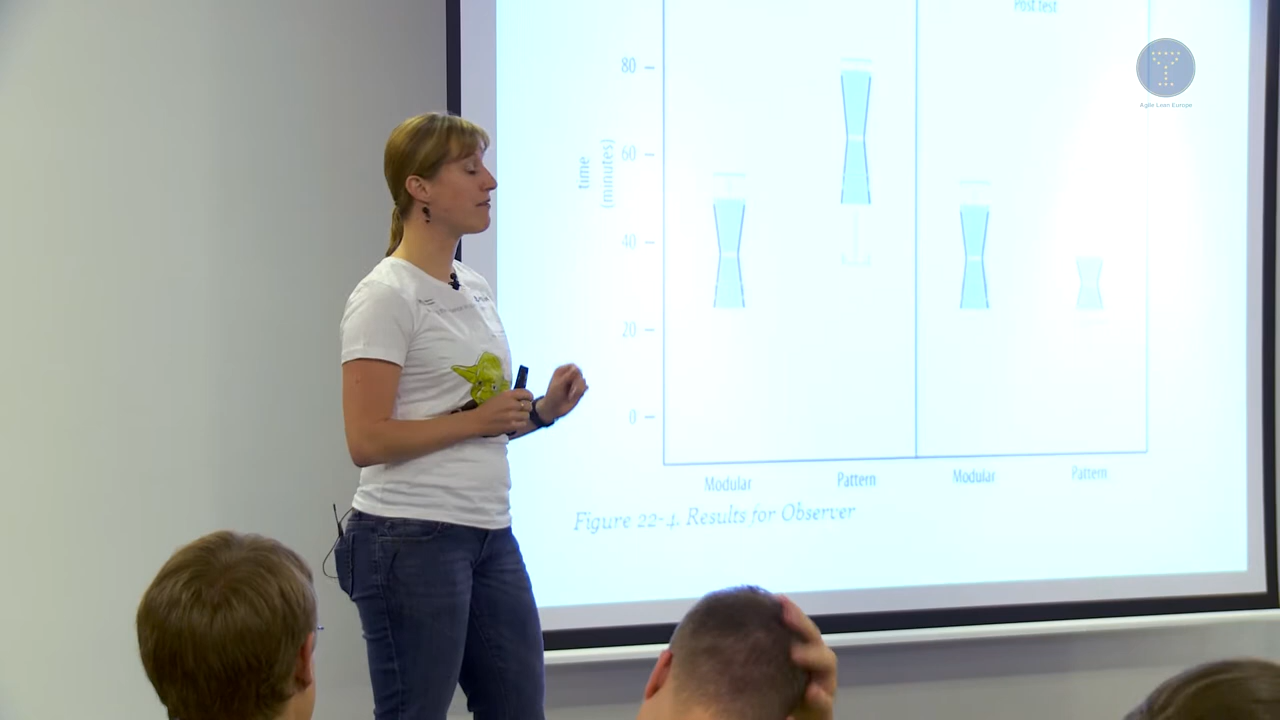 Post test
80
60
40
20
0
time
(minutes)
Modular
Pattern
Modular
Pattern
Figure 22-4. Results for Observer
Agile Lean Europe